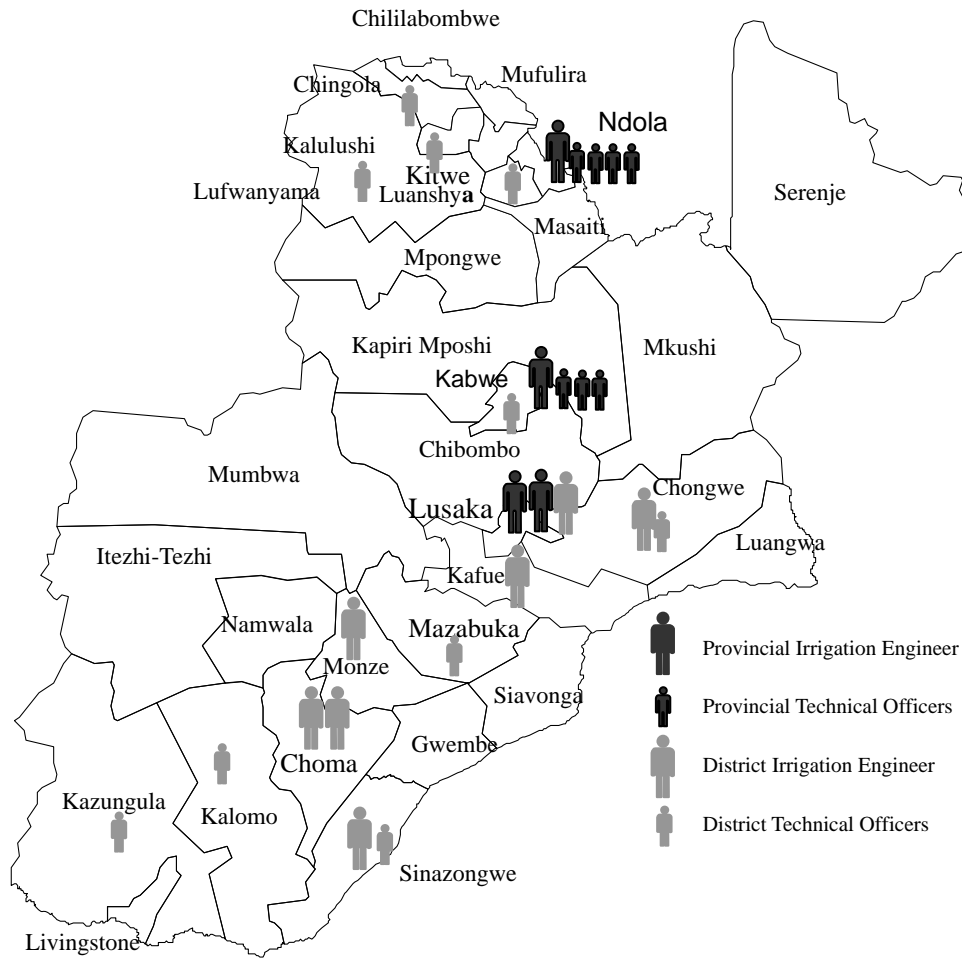 Chililabombwe
Mufulira
Chingola
Ndola
Kalulushi
Kitwe
Lufwanyama
Luanshya
Serenje
Masaiti
Mpongwe
Kapiri Mposhi
Mkushi
Kabwe
Chibombo
Mumbwa
Chongwe
Lusaka
Luangwa
Itezhi-Tezhi
Kafue
Namwala
Mazabuka
Monze
Provincial Irrigation Engineer
Siavonga
Provincial Technical Officers
Gwembe
Choma
District Irrigation Engineer
Kazungula
Kalomo
District Technical Officers
Sinazongwe
Livingstone